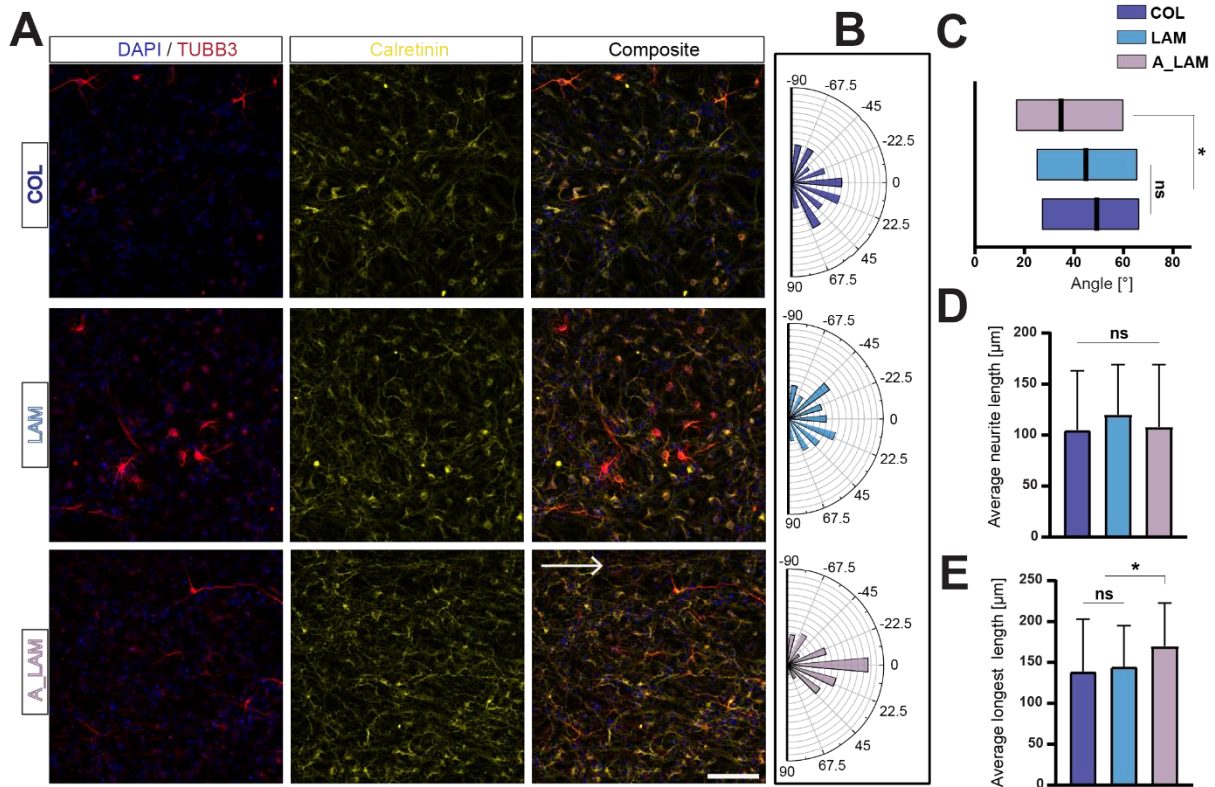 A
DAPI / TUBB3
Calretinin
Composite
COL
LAM
A_LAM
B
-90
-67.5
-45
-22.5
0
22.5
45
67.5
90
-90
-67.5
-45
-22.5
0
22.5
45
67.5
90
-90
-67.5
-45
-22.5
0
22.5
45
67.5
90
C
COL
LAM
A_LAM
*
ns
0
20
40
60
80
Angle [°]
D
Average neurite length [µm]
200
150
100
50
0
ns
E
Average longest length [µm]
250
200
150
100
50
0
ns
*